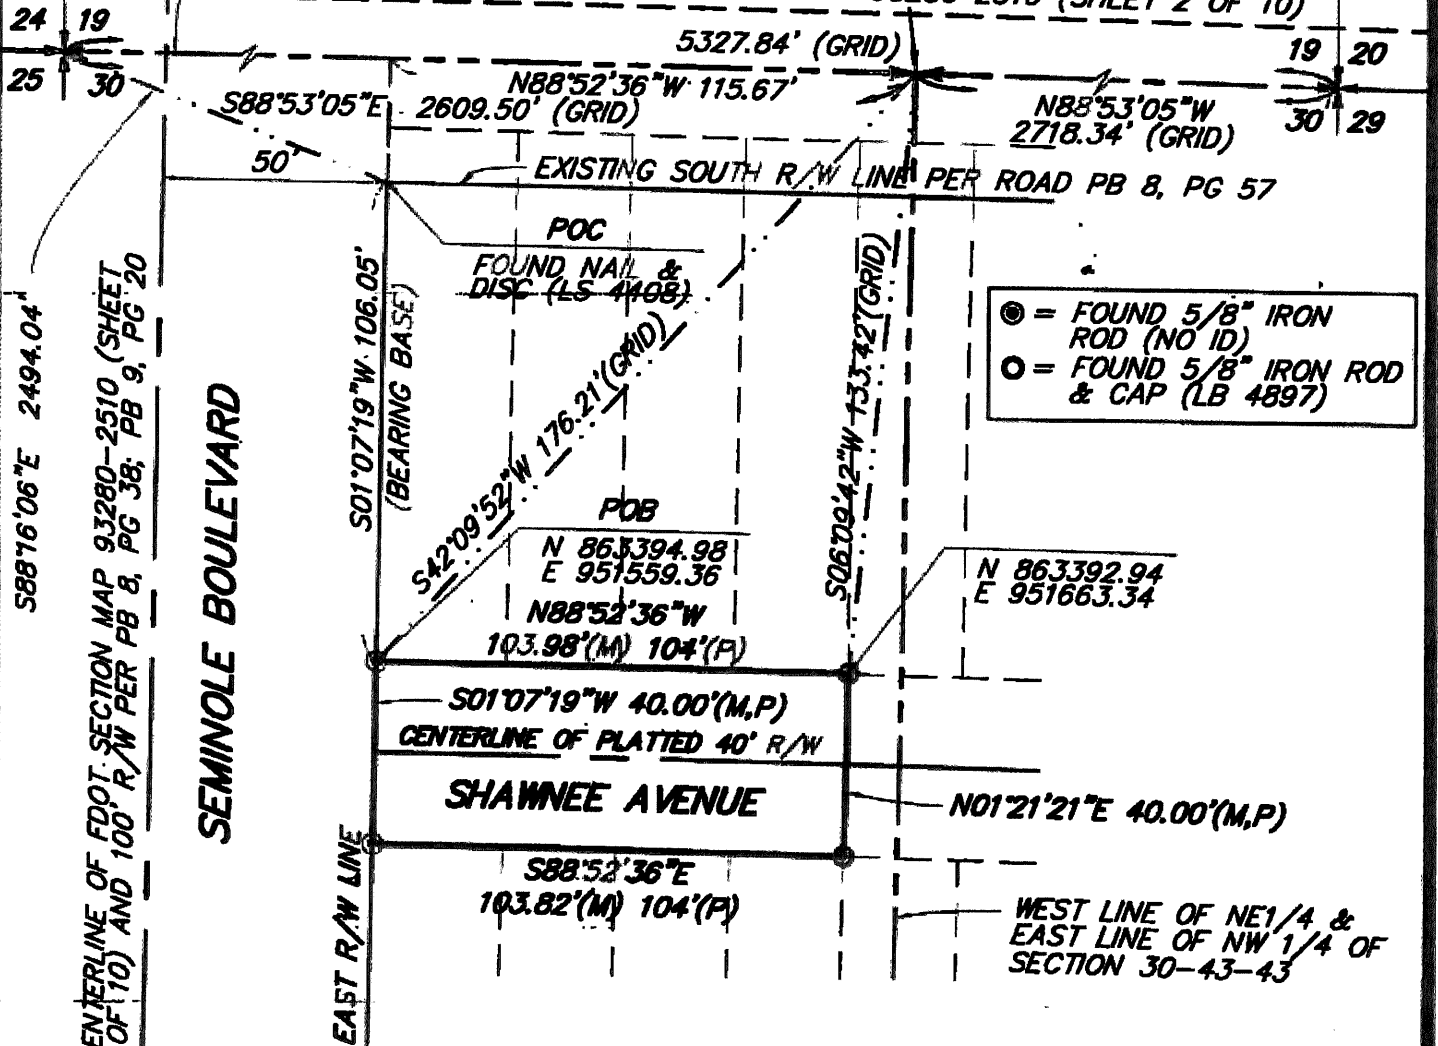 (SHEET 2 OF 10)
24 19
25 30
5327.84' (GRID)
19 20
30 29
N88°52'36"W 115.67'
S88°53'05"E 2609.50' (GRID)
N88°53'05"W
2718.34' (GRID)
50'
EXISTING SOUTH R/W LINE PER ROAD PB 8, PG 57
POC
FOUND NAIL &
DISC (LS 4408)
S01°07'19"W 106.05'
(BEARING BASE)
S42°09'52"W 176.21'(GRID)
S06°09'42"W 133.42'(GRID)
= FOUND 5/8" IRON
ROD (NO ID)
= FOUND 5/8" IRON ROD
& CAP (LB 4897)
S88°16'06"E 2494.04"
ENTERLINE OF FDOT SECTION MAP 93280-2510 (SHEET
OF 10) AND 100' R/W PER PB 8, PG 38; PB 9, PG 20
SEMINOLE BOULEVARD
POB
N 863394.98
E 951559.36
N 863392.94
E 951663.34
N88°52'36"W
103.98'(M) 104'(P)
S01°07'19"W 40.00'(M,P)
CENTERLINE OF PLATTED 40' R/W
SHAWNEE AVENUE
N01°21'21"E 40.00'(M,P)
S88°52'36"E
103.82'(M) 104'(P)
EAST R/W LINE
WEST LINE OF NE1/4 &
EAST LINE OF NW 1/4 OF
SECTION 30-43-43